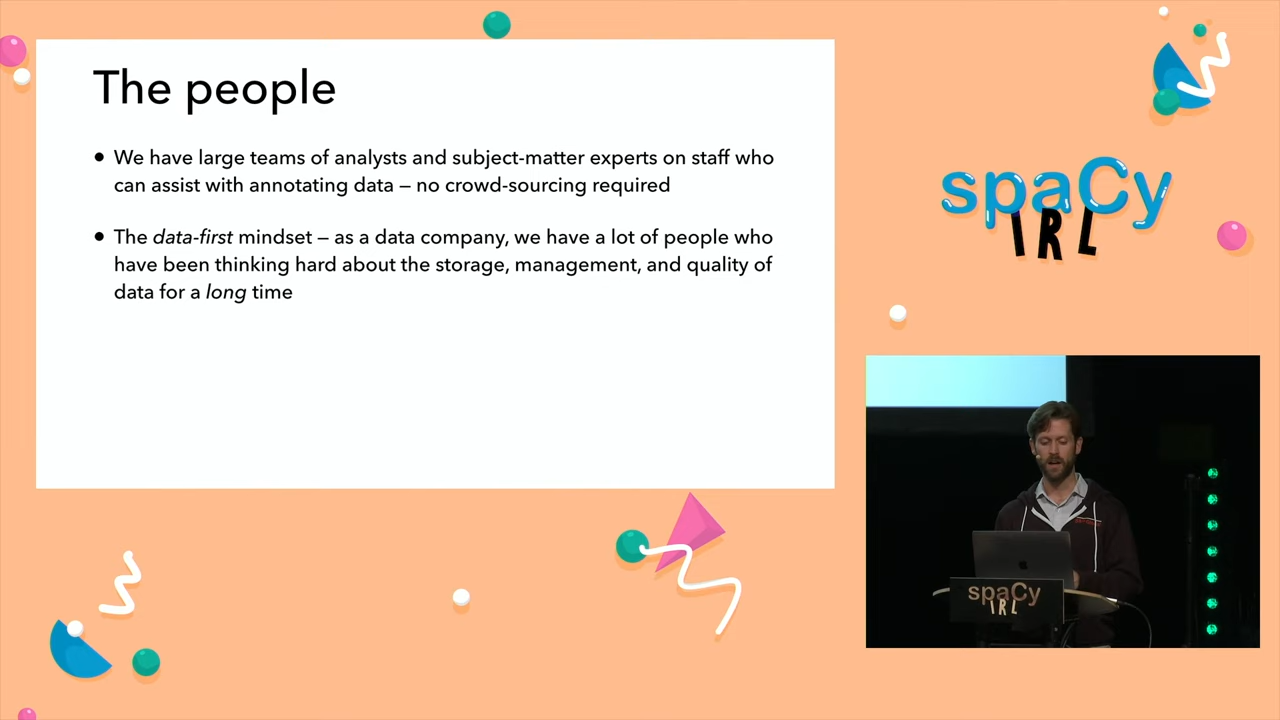 The people
• We have large teams of analysts and subject-matter experts on staff who
can assist with annotating data – no crowd-sourcing required
• The data-first mindset – as a data company, we have a lot of people who
have been thinking hard about the storage, management, and quality of
data for a long time
spaCy
IRL
spaCy
IRL